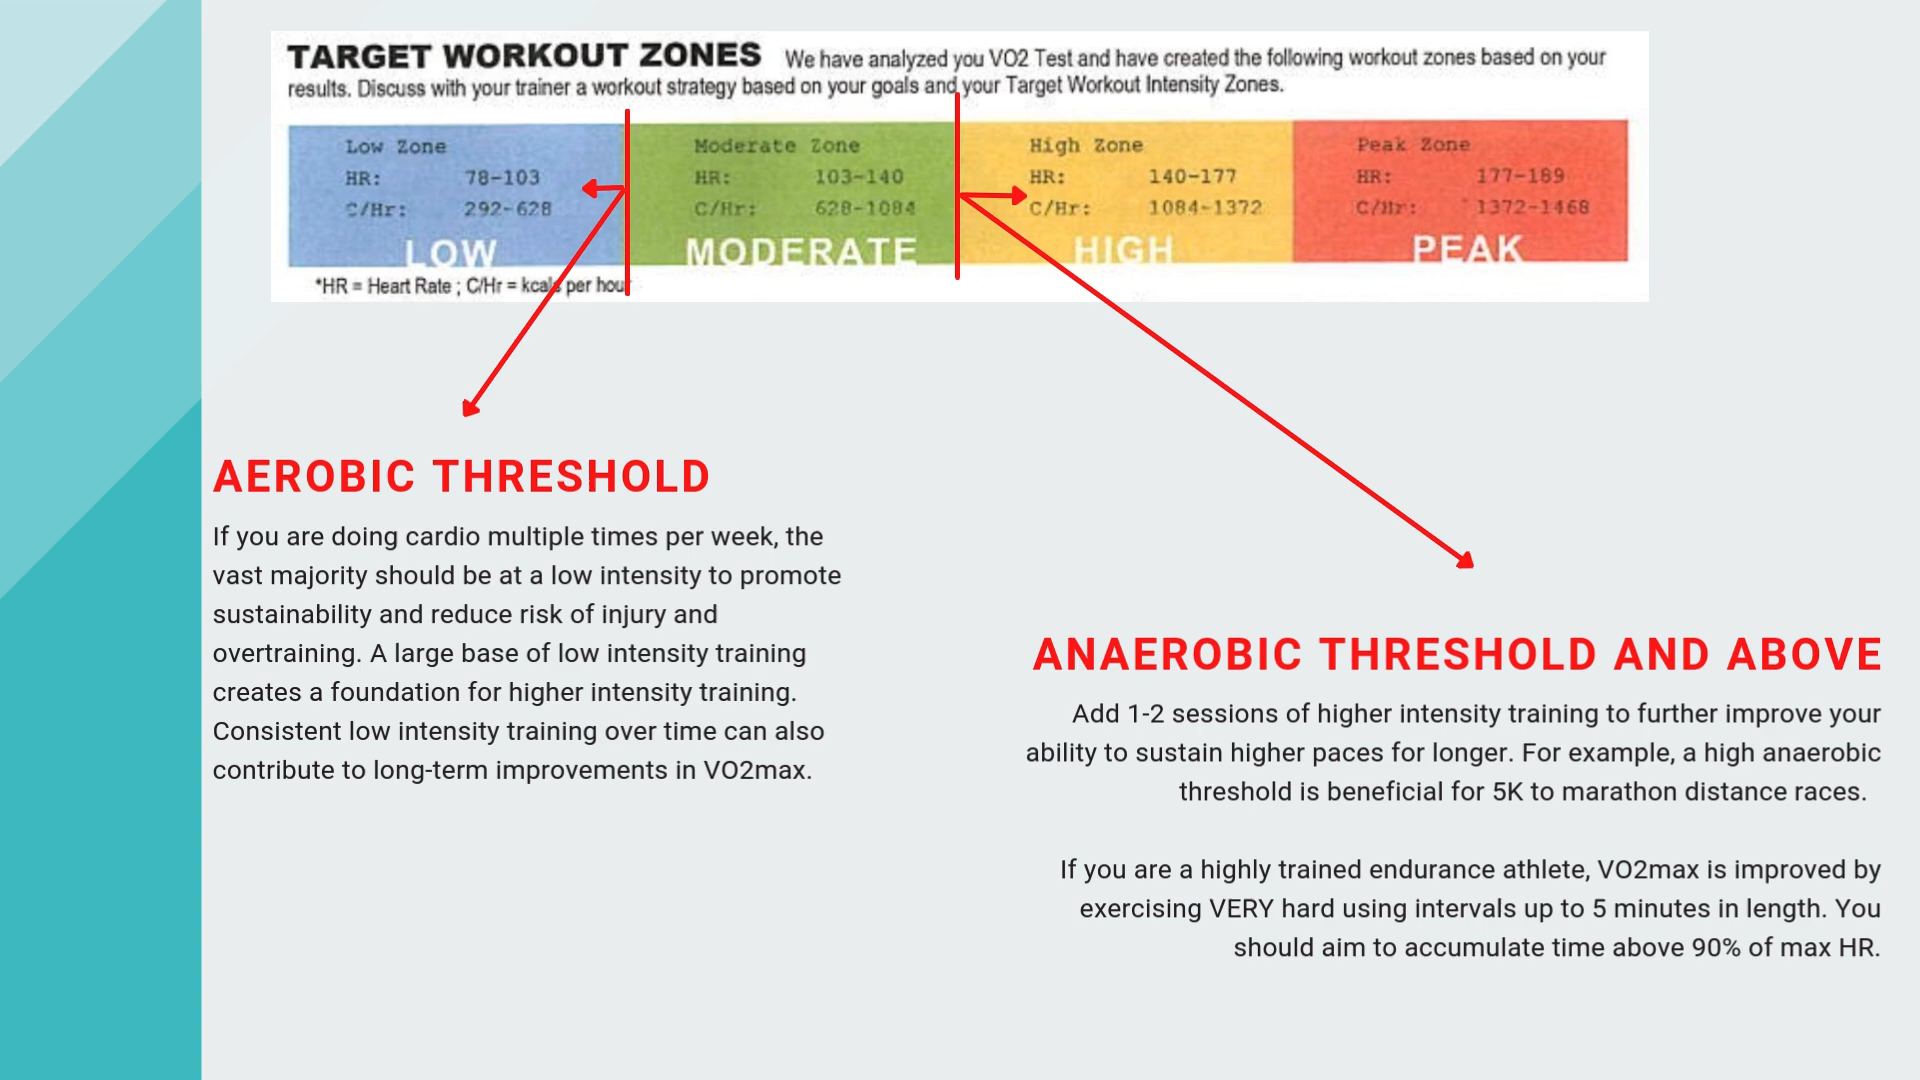 TARGET WORKOUT ZONES We have analyzed you VO2 Test and have created the following workout zones based on your
results. Discuss with your trainer a workout strategy based on your goals and your Target Workout Intensity Zones.
Low Zone
HR: 78-103
C/Hr: 292-628
LOW
Moderate Zone
HR: 103-140
C/Hr: 628-1084
MODERATE
High Zone
HR: 140-177
C/Hr: 1084-1372
HIGH
Peak Zone
HR: 177-189
C/Hr: 1372-1468
PEAK
*HR = Heart Rate ; C/Hr = kcals per hour
AEROBIC THRESHOLD
If you are doing cardio multiple times per week, the
vast majority should be at a low intensity to promote
sustainability and reduce risk of injury and
overtraining. A large base of low intensity training
creates a foundation for higher intensity training.
Consistent low intensity training over time can also
contribute to long-term improvements in VO2max.
ANAEROBIC THRESHOLD AND ABOVE
Add 1-2 sessions of higher intensity training to further improve your
ability to sustain higher paces for longer. For example, a high anaerobic
threshold is beneficial for 5K to marathon distance races.
If you are a highly trained endurance athlete, VO2max is improved by
exercising VERY hard using intervals up to 5 minutes in length. You
should aim to accumulate time above 90% of max HR.